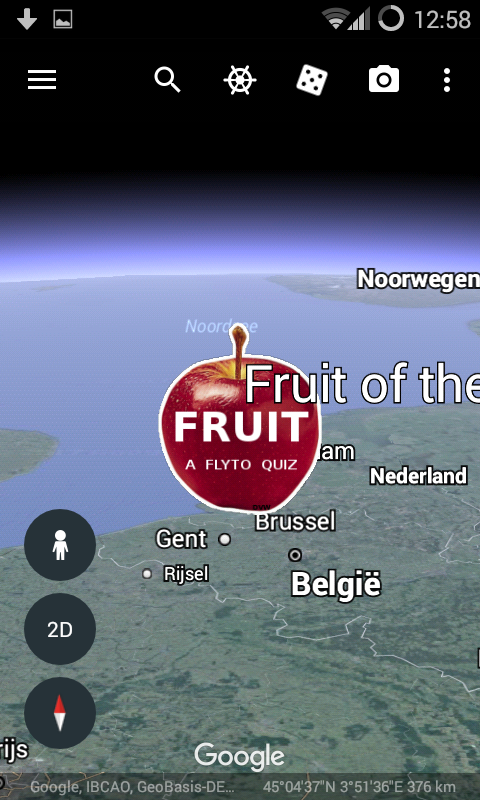 12:58
Noorwegen
Noordzee
Fruit of the
FRUIT
A FLYTO QUIZ
am
Nederland
Brussel
Gent
Rijsel
België
2D
rijs
Google
Google, IBCAO, GeoBasis-DE... 45°04'37"N 3°51'36"E 376 km